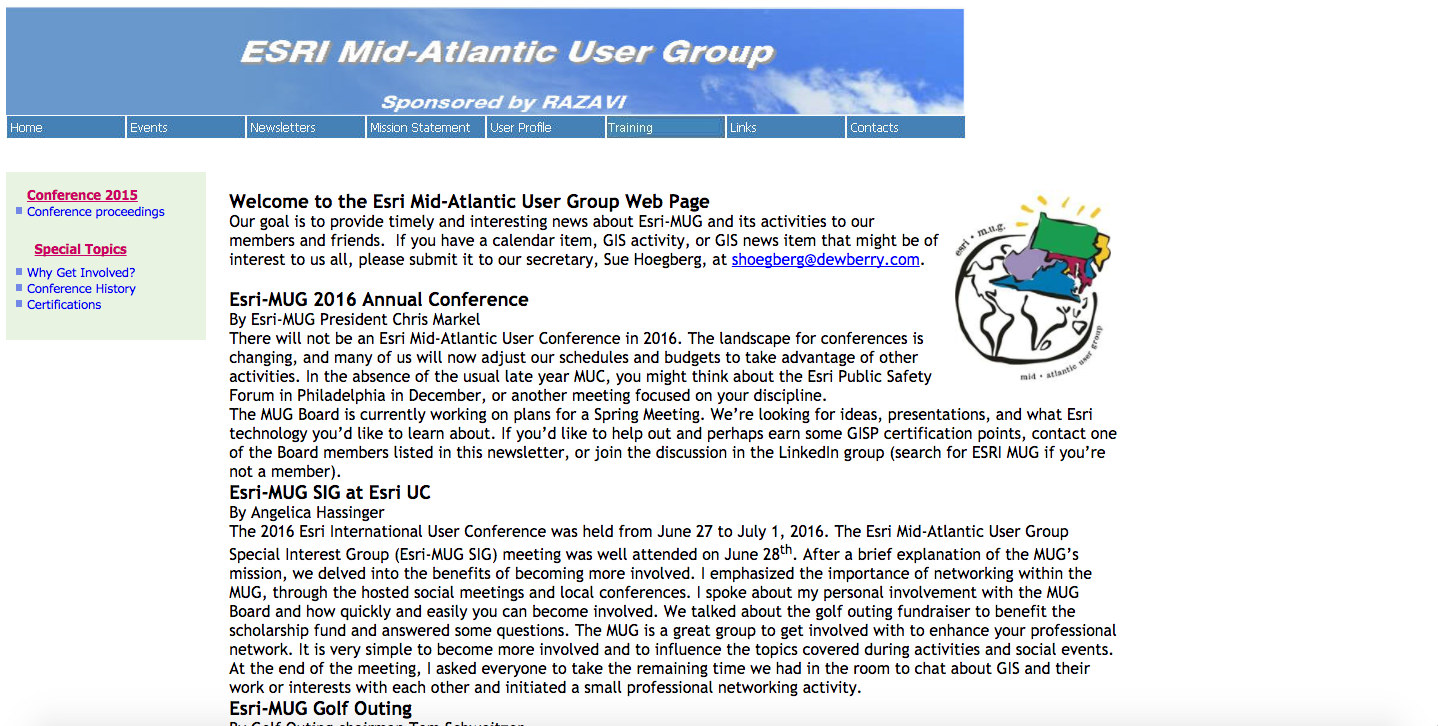 ESRI Mid-Atlantic User Group
Sponsored by RAZAVI
Home Events Newsletters Mission Statement User Profile Training Links Contacts
Conference 2015
Conference proceedings
Special Topics
Why Get Involved?
Conference History
Certifications
Welcome to the Esri Mid-Atlantic User Group Web Page
Our goal is to provide timely and interesting news about Esri-MUG and its activities to our
members and friends.  If you have a calendar item, GIS activity, or GIS news item that might be of
interest to us all, please submit it to our secretary, Sue Hoegberg, at shoegberg@dewberry.com.
esri • m.u.g.
mid • atlantic user group
Esri-MUG 2016 Annual Conference
By Esri-MUG President Chris Markel
There will not be an Esri Mid-Atlantic User Conference in 2016. The landscape for conferences is
changing, and many of us will now adjust our schedules and budgets to take advantage of other
activities. In the absence of the usual late year MUC, you might think about the Esri Public Safety
Forum in Philadelphia in December, or another meeting focused on your discipline.
The MUG Board is currently working on plans for a Spring Meeting. We’re looking for ideas, presentations, and what Esri
technology you’d like to learn about. If you’d like to help out and perhaps earn some GISP certification points, contact one
of the Board members listed in this newsletter, or join the discussion in the LinkedIn group (search for ESRI MUG if you’re
not a member).
Esri-MUG SIG at Esri UC
By Angelica Hassinger
The 2016 Esri International User Conference was held from June 27 to July 1, 2016. The Esri Mid-Atlantic User Group
Special Interest Group (Esri-MUG SIG) meeting was well attended on June 28th. After a brief explanation of the MUG’s
mission, we delved into the benefits of becoming more involved. I emphasized the importance of networking within the
MUG, through the hosted social meetings and local conferences. I spoke about my personal involvement with the MUG
Board and how quickly and easily you can become involved. We talked about the golf outing fundraiser to benefit the
scholarship fund and answered some questions. The MUG is a great group to get involved with to enhance your professional
network. It is very simple to become more involved and to influence the topics covered during activities and social events.
At the end of the meeting, I asked everyone to take the remaining time we had in the room to chat about GIS and their
work or interests with each other and initiated a small professional networking activity.
Esri-MUG Golf Outing
By Golf Outing chairman Tom Schweitzer